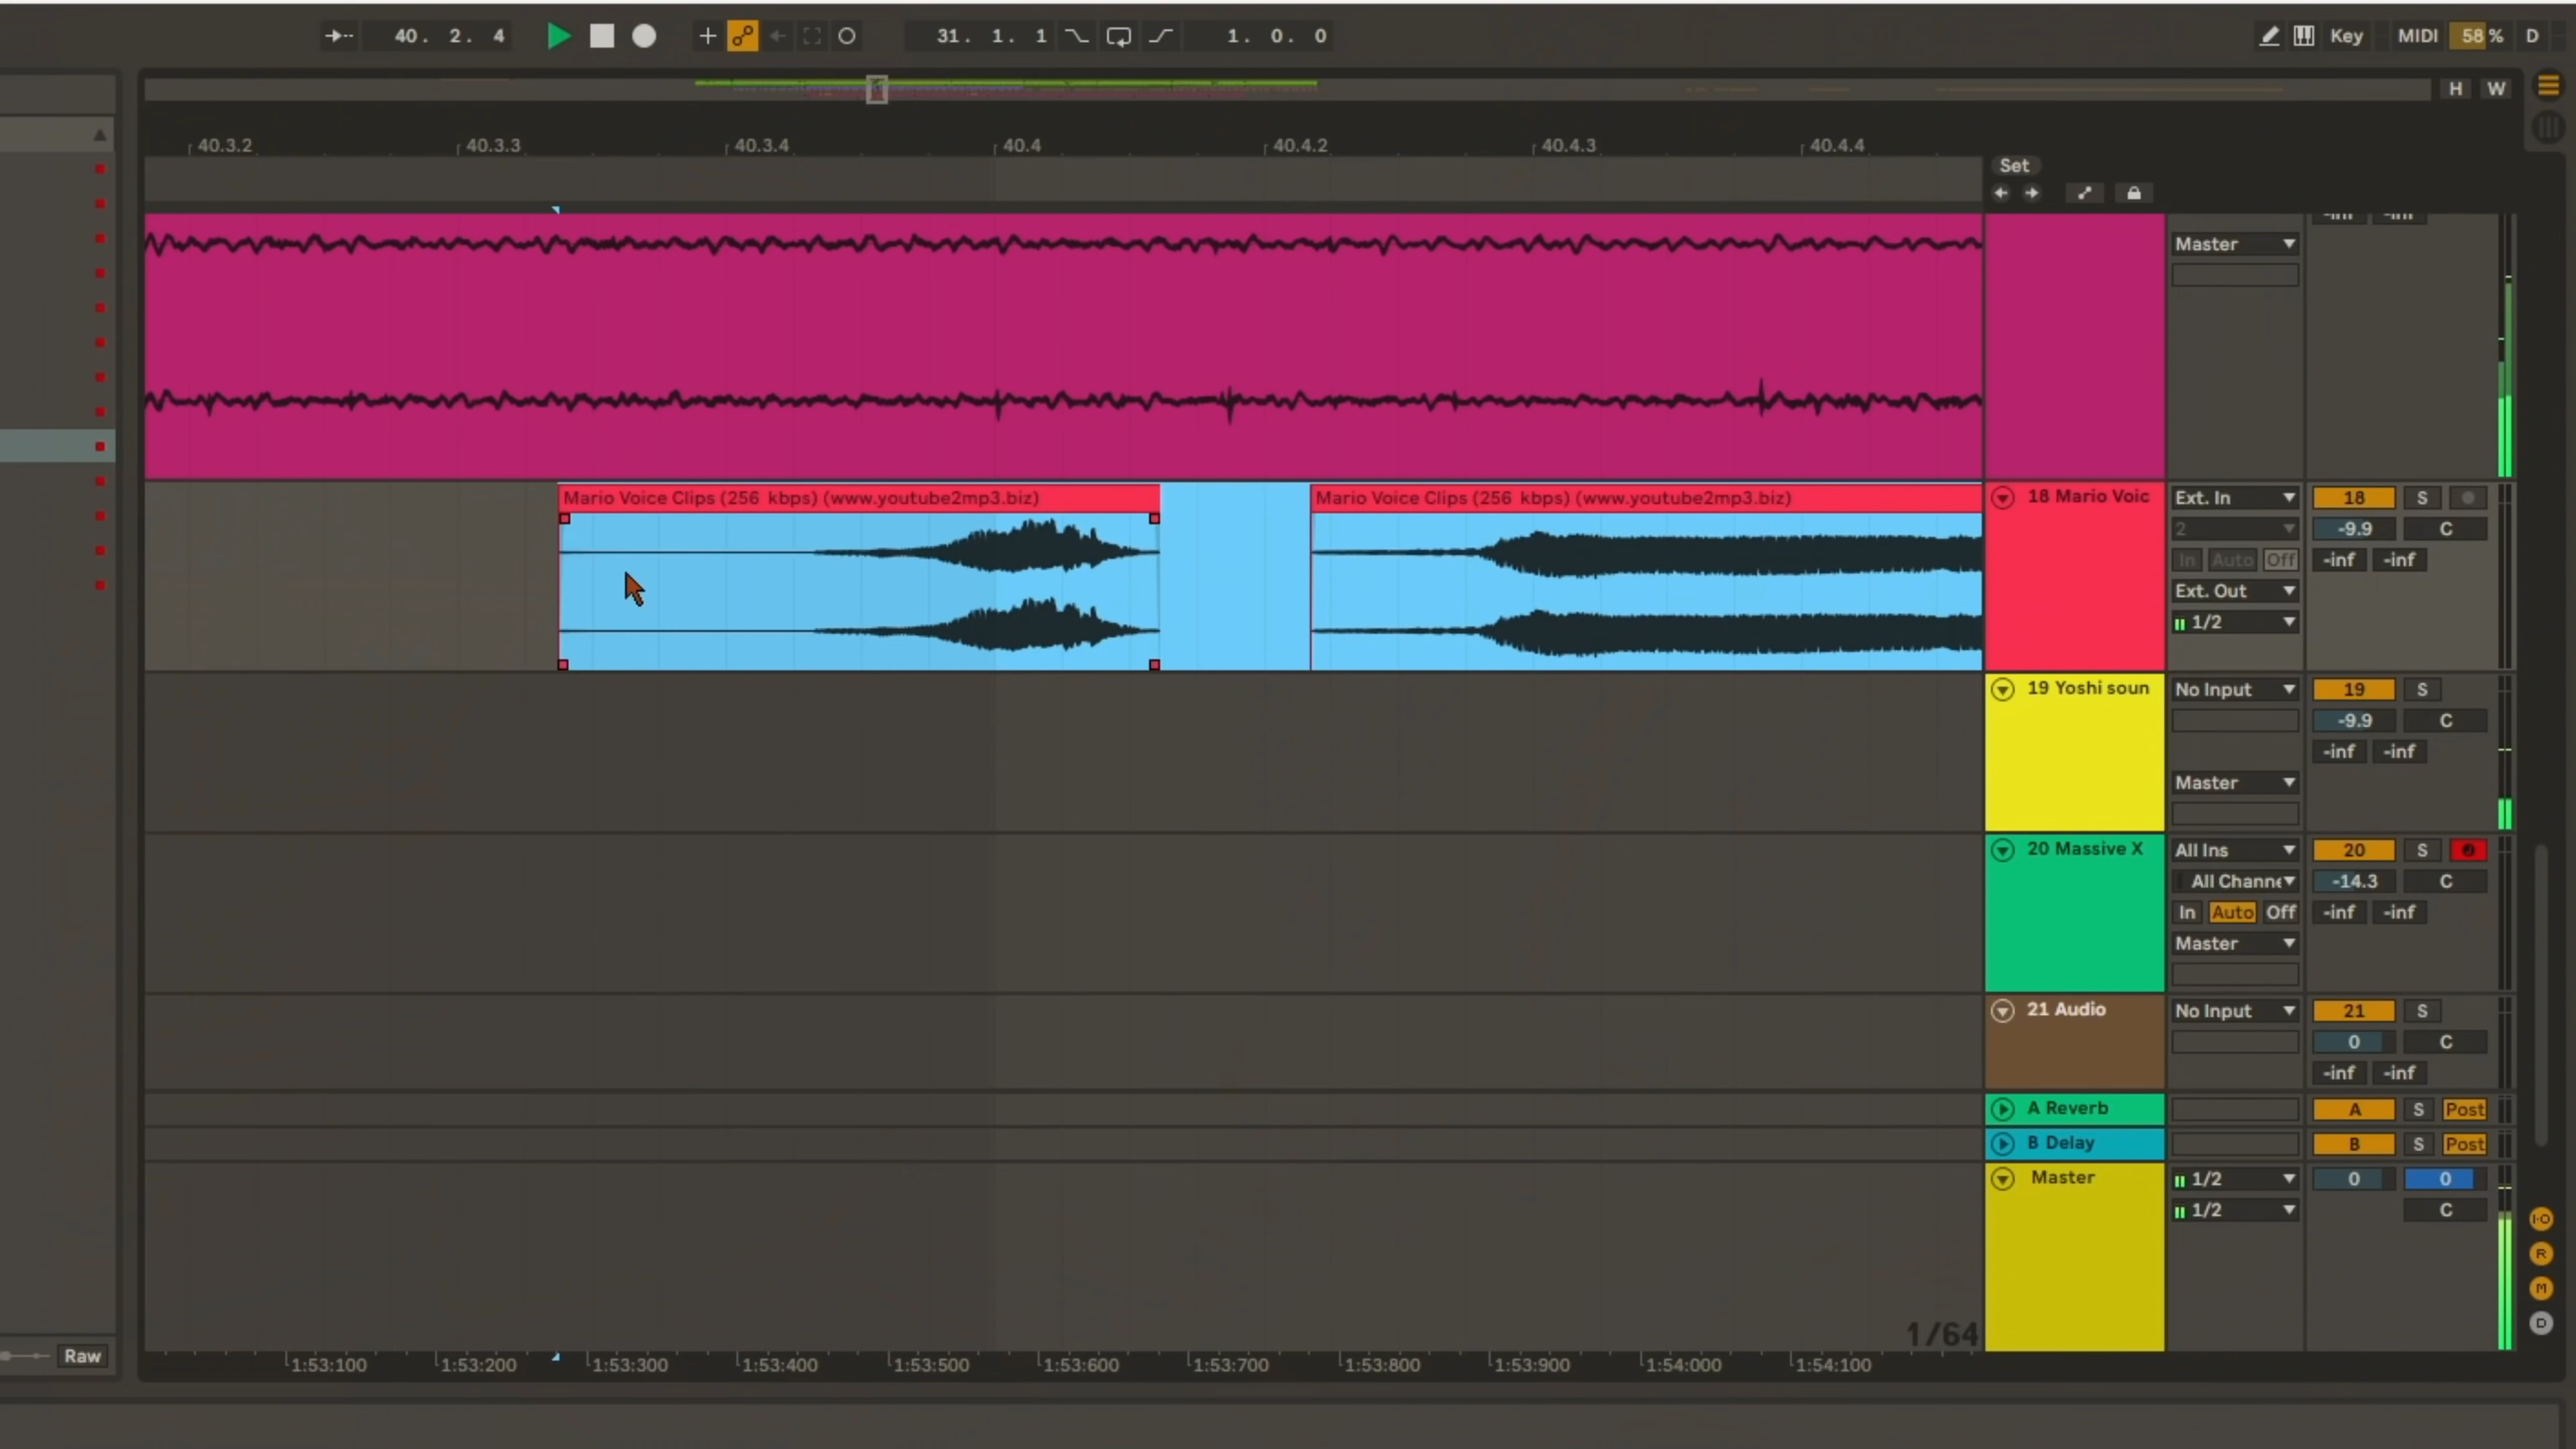 40. 2. 4
31. 1. 1
1. 0. 0
Key
MIDI
58 %
D
H
W
40.3.2
40.3.3
40.3.4
40.4
40.4.2
40.4.3
40.4.4
Set
-inf
-inf
Master
Mario Voice Clips (256 kbps) (www.youtube2mp3.biz)
Mario Voice Clips (256 kbps) (www.youtube2mp3.biz)
18 Mario Voic
Ext. In
18
S
2
-9.9
C
In
Auto
Off
-inf
-inf
Ext. Out
1/2
19 Yoshi soun
No Input
19
S
-9.9
C
-inf
-inf
Master
20 Massive X
All Ins
20
S
All Channe
-14.3
C
In
Auto
Off
-inf
-inf
Master
21 Audio
No Input
21
S
0
C
-inf
-inf
A Reverb
A
S
Post
B Delay
B
S
Post
Master
1/2
0
0
1/2
C
I-O
R
M
D
1/64
Raw
1:53:100
1:53:200
1:53:300
1:53:400
1:53:500
1:53:600
1:53:700
1:53:800
1:53:900
1:54:000
1:54:100